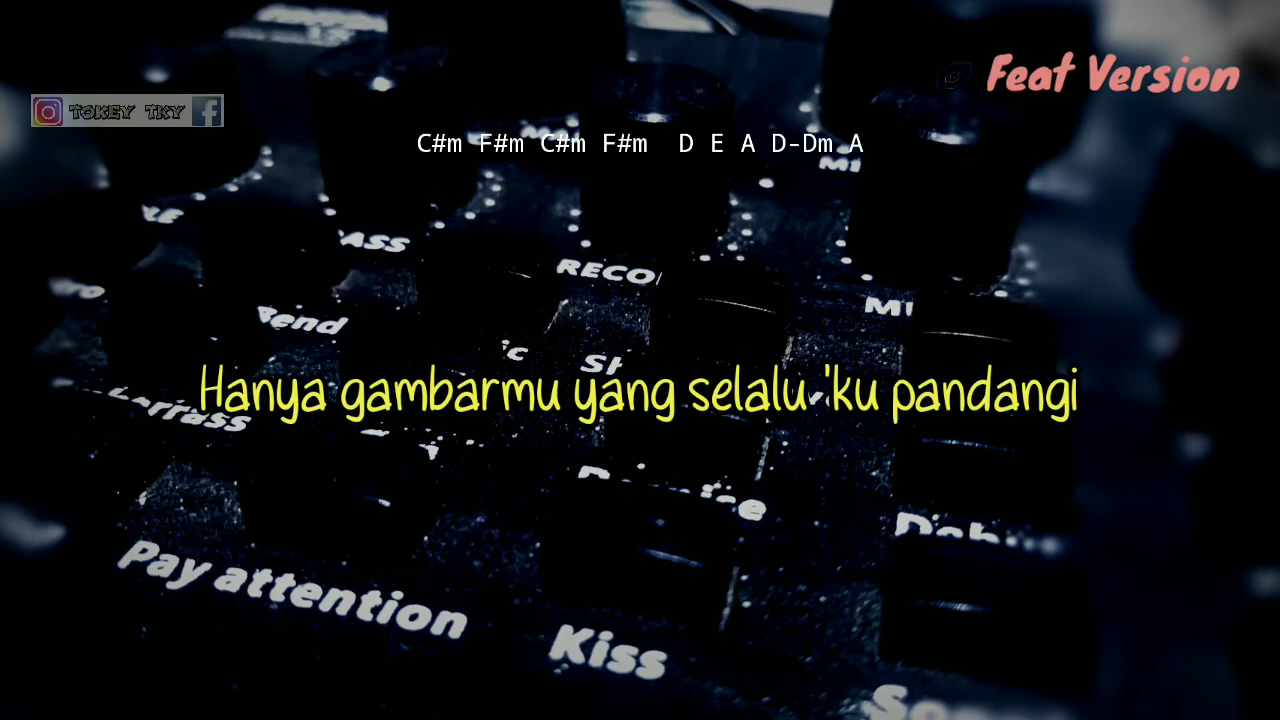 Feat Version
TOKEY TKY
C#m F#m C#m F#m D E A D-Dm A
RECO
Bend
Hanya gambarmu yang selalu 'ku pandangi
Pay attention
Kiss